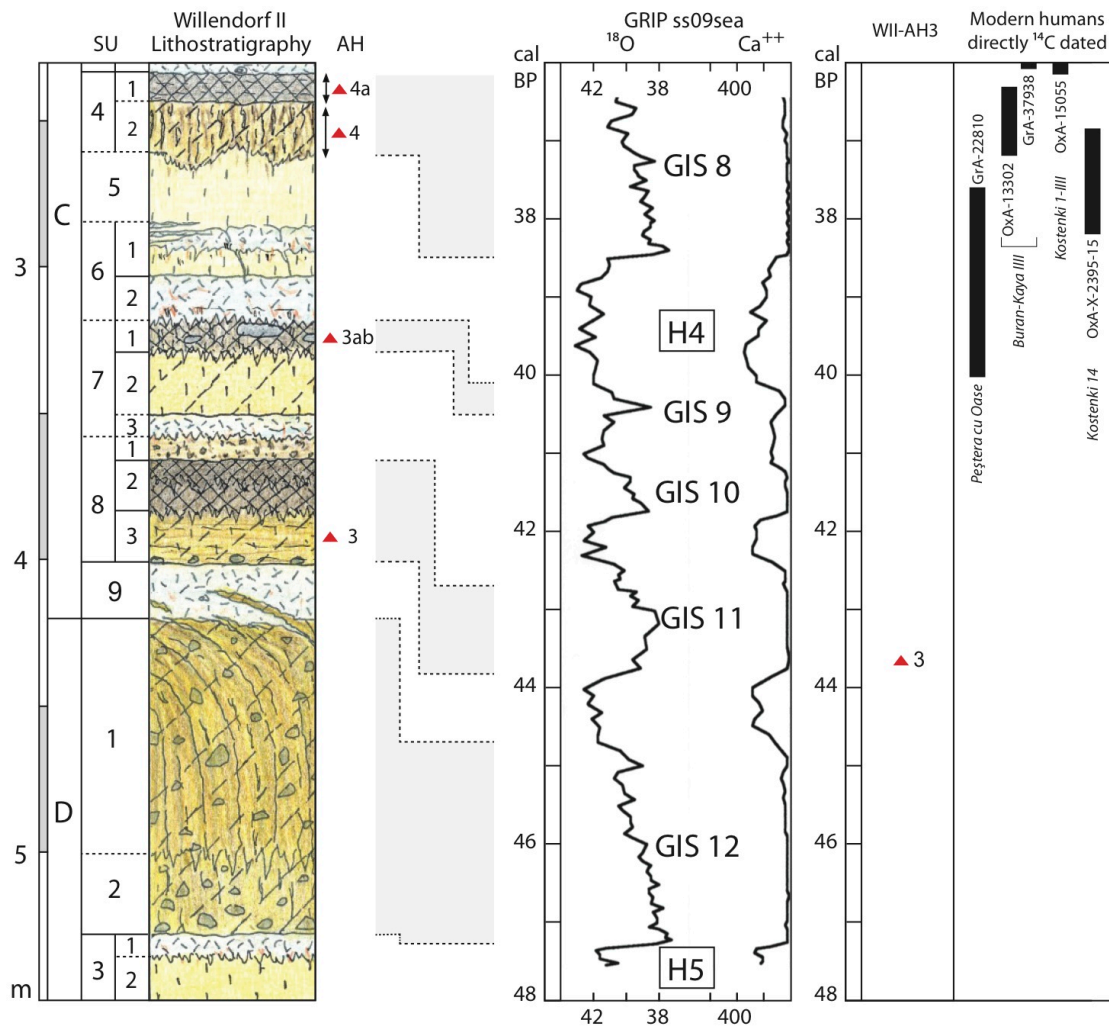 Willendorf II
Lithostratigraphy
SU
AH
GRIP ss09sea
¹⁸O
Ca⁺⁺
cal
BP
42
38
400
cal
BP
WII-AH3
Modern humans
directly ¹⁴C dated
C
D
3
4
5
m
4
1
2
5
6
1
2
7
1
2
3
8
1
2
3
9
1
2
3
1
2
4a
4
3ab
3
38
40
42
44
46
48
GIS 8
H4
GIS 9
GIS 10
GIS 11
GIS 12
H5
42
38
400
38
40
42
44
46
48
3
GrA-22810
Peştera cu Oase
OxA-13302
GrA-37938
Buran-Kaya IIII
OxA-15055
Kostenki 1-IIII
OxA-X-2395-15
Kostenki 14